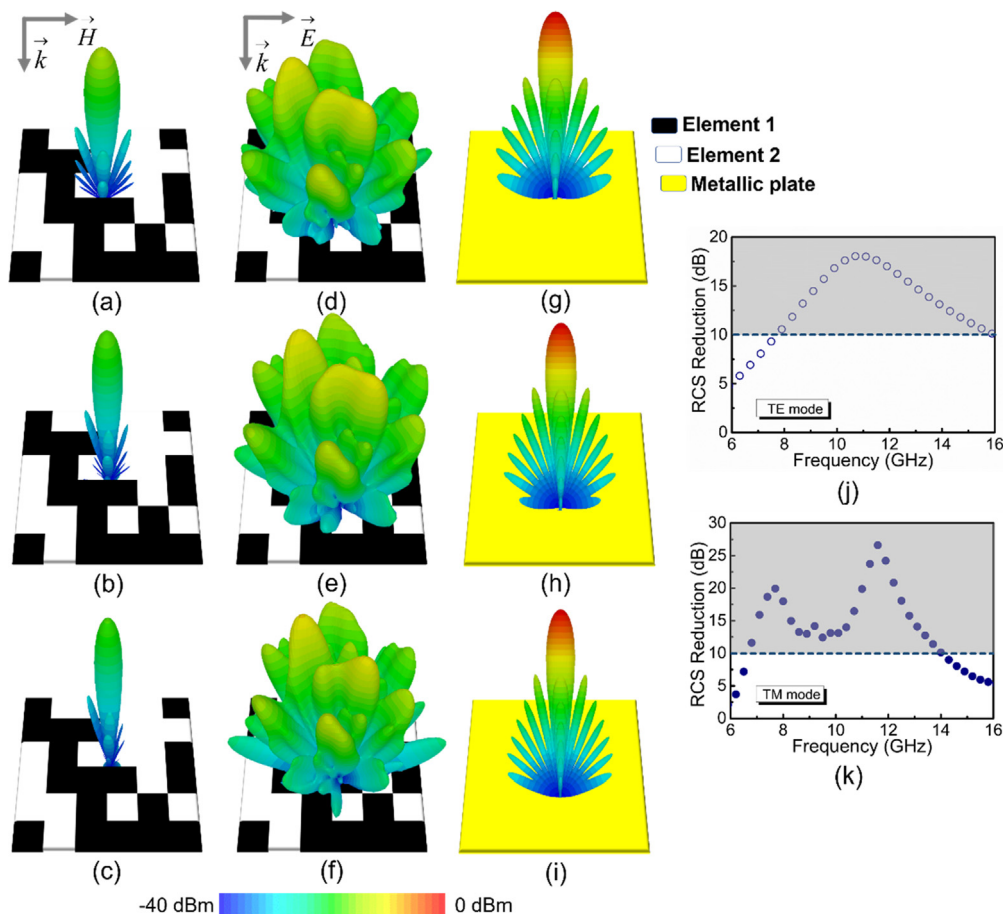 H
k
E
k
(a)
(d)
(g)
Element 1
Element 2
Metallic plate
(b)
(e)
(h)
(c)
(f)
(i)
-40 dBm
0 dBm
RCS Reduction (dB)
20
15
10
5
0
TE mode
6 8 10 12 14 16
Frequency (GHz)
(j)
RCS Reduction (dB)
30
25
20
15
10
5
0
TM mode
6 8 10 12 14 16
Frequency (GHz)
(k)